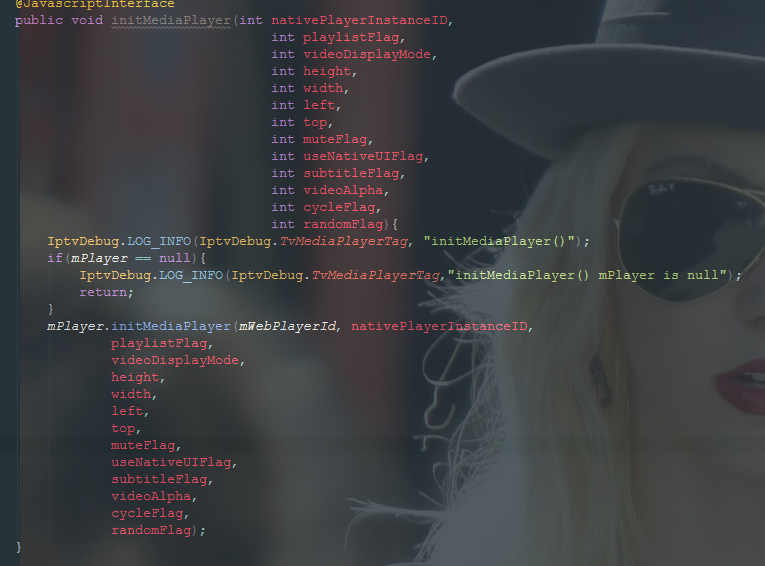 @JavascriptInterface
public void initMediaPlayer(int nativePlayerInstanceID,
int playlistFlag,
int videoDisplayMode,
int height,
int width,
int left,
int top,
int muteFlag,
int useNativeUIFlag,
int subtitleFlag,
int videoAlpha,
int cycleFlag,
int randomFlag){
IptvDebug.LOG_INFO(IptvDebug.TvMediaPlayerTag, "initMediaPlayer()");
if(mPlayer == null){
IptvDebug.LOG_INFO(IptvDebug.TvMediaPlayerTag,"initMediaPlayer() mPlayer is null");
return;
}
mPlayer.initMediaPlayer(mWebPlayerId, nativePlayerInstanceID,
playlistFlag,
videoDisplayMode,
height,
width,
left,
top,
muteFlag,
useNativeUIFlag,
subtitleFlag,
videoAlpha,
cycleFlag,
randomFlag);
}